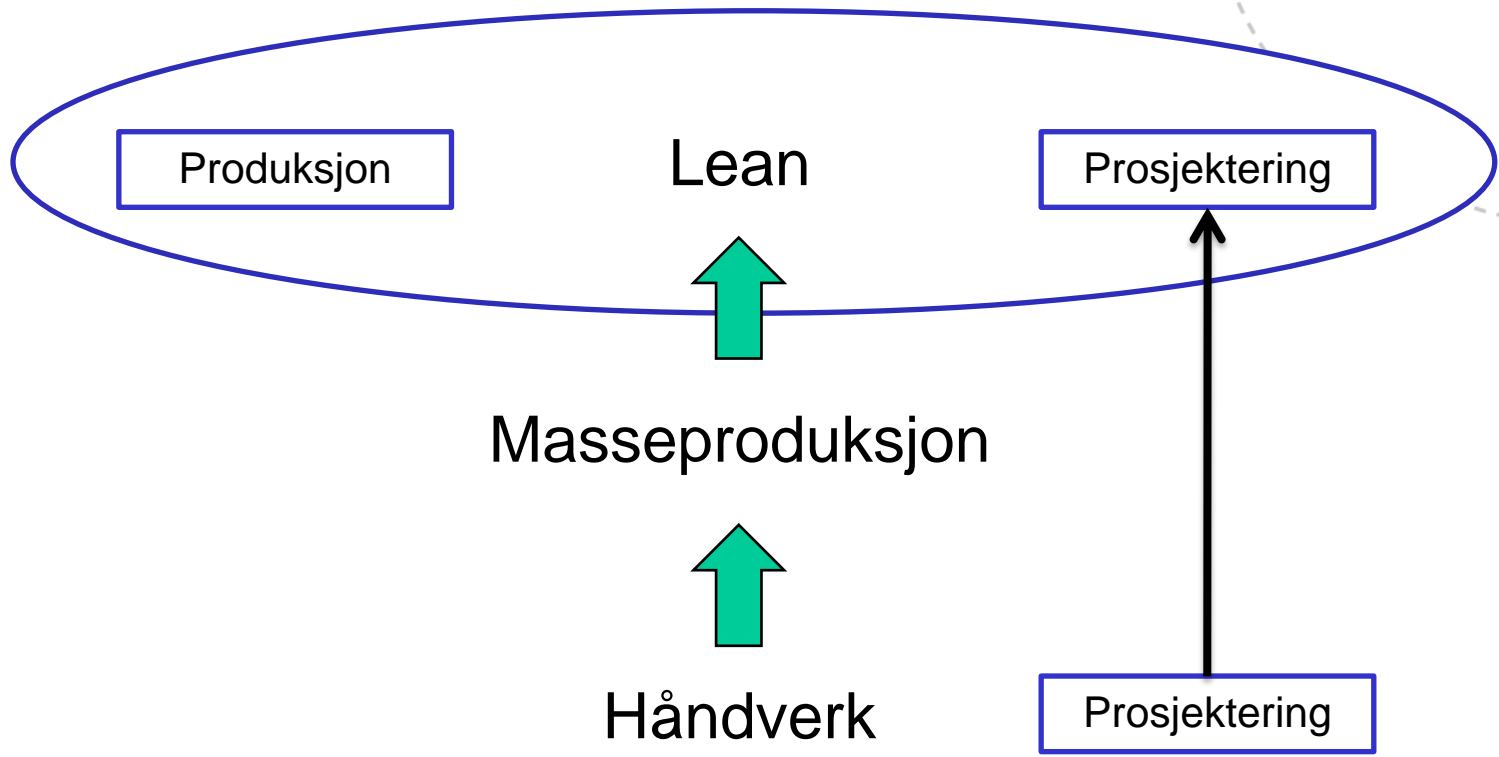 Produksjon
Lean
Prosjektering
Masseproduksjon
Håndverk
Prosjektering